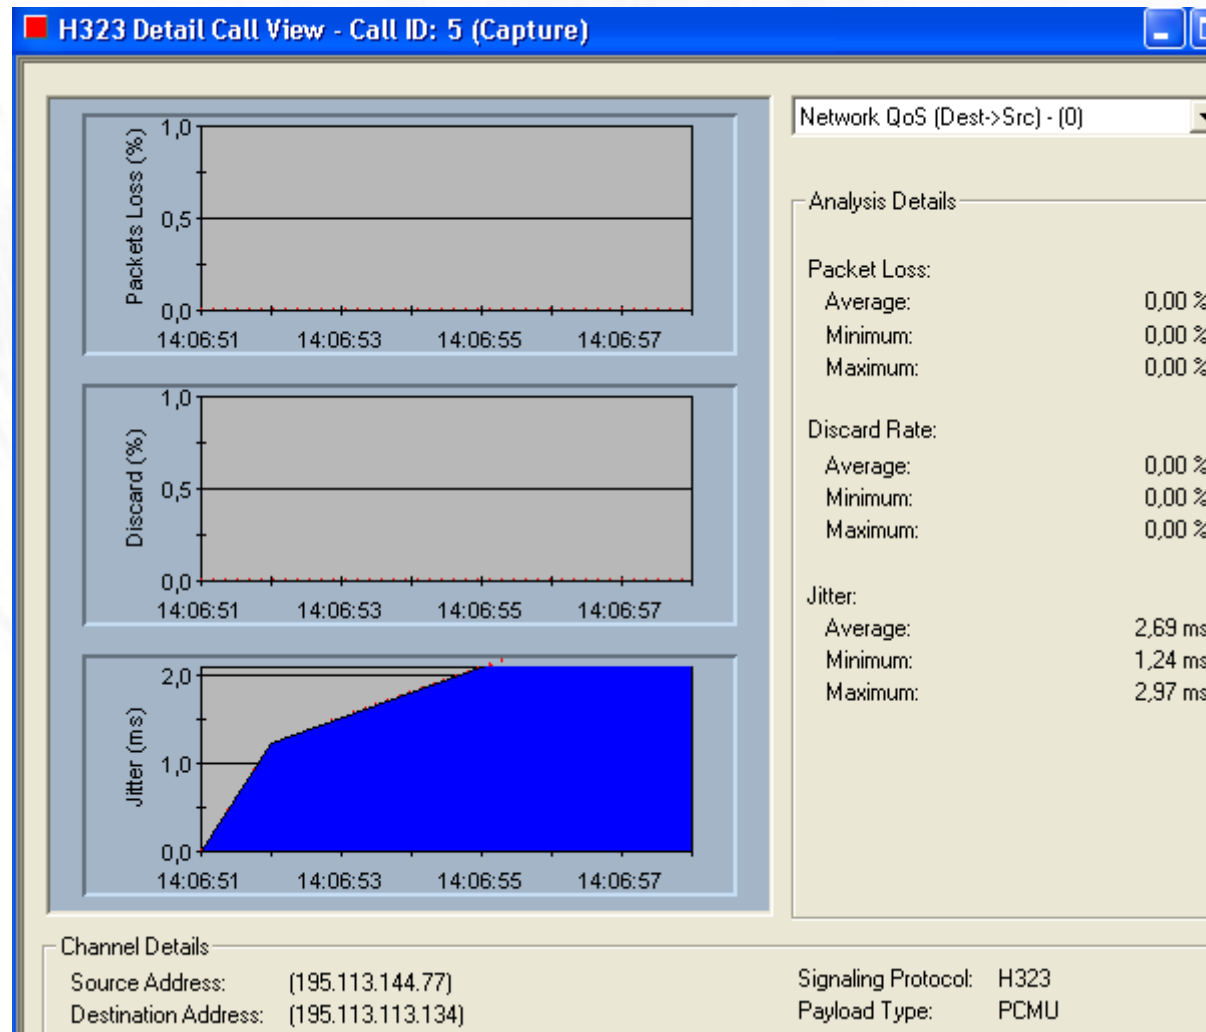 H323 Detail Call View - Call ID: 5 (Capture)
Network QoS (Dest->Src) - (0)
Packets Loss (%)
1,0
0,5
0,0
14:06:51 14:06:53 14:06:55 14:06:57
Discard (%)
1,0
0,5
0,0
14:06:51 14:06:53 14:06:55 14:06:57
Jitter (ms)
2,0
1,0
0,0
14:06:51 14:06:53 14:06:55 14:06:57
Analysis Details
Packet Loss:
Average: 0,00 %
Minimum: 0,00 %
Maximum: 0,00 %
Discard Rate:
Average: 0,00 %
Minimum: 0,00 %
Maximum: 0,00 %
Jitter:
Average: 2,69 ms
Minimum: 1,24 ms
Maximum: 2,97 ms
Channel Details
Source Address: (195.113.144.77)
Destination Address: (195.113.113.134)
Signaling Protocol: H323
Payload Type: PCMU